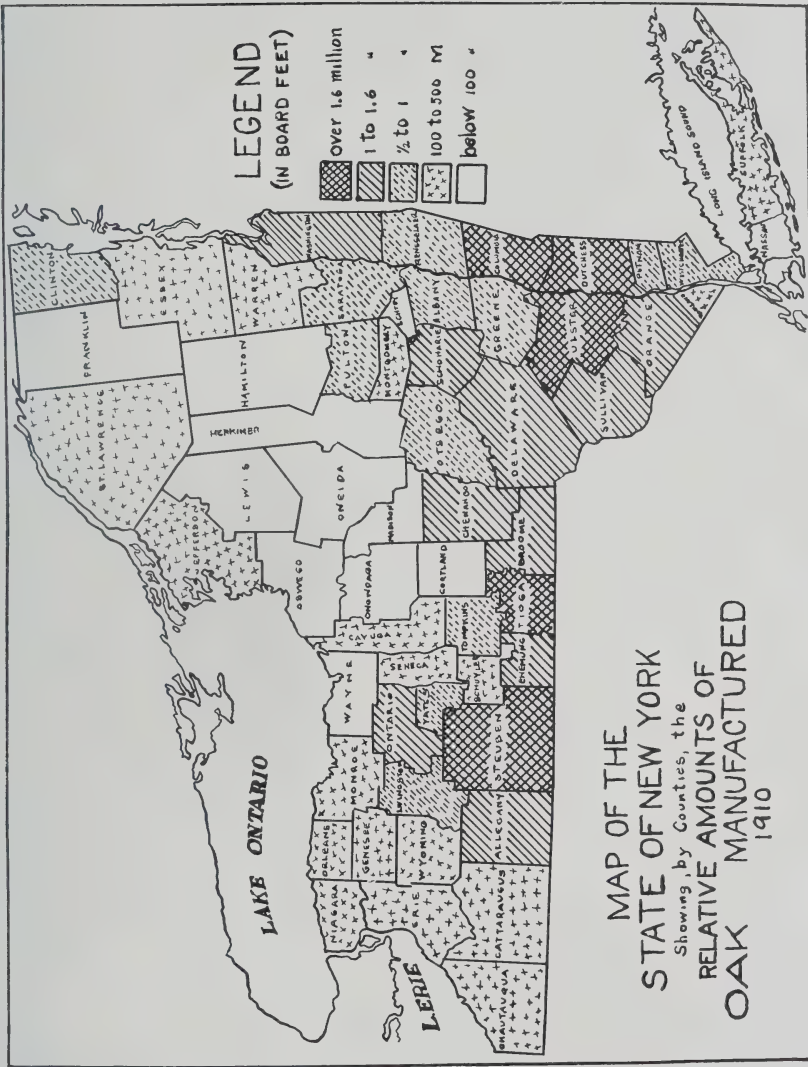 MAP OF THE
STATE OF NEW YORK
Showing, by Counties, the
RELATIVE AMOUNTS OF
OAK MANUFACTURED
1910
LEGEND
(IN BOARD FEET)
over 1.6 million
1 to 1.6 "
½ to 1 "
100 to 500 M
below 100 "
LAKE ONTARIO
L.ERIE
LONG ISLAND SOUND
CLINTON
FRANKLIN
ST. LAWRENCE
ESSEX
JEFFERSON
LEWIS
HERKIMER
HAMILTON
WARREN
WASHINGTON
OSWEGO
ONEIDA
FULTON
SARATOGA
MONTGOMERY
NIAGARA
ORLEANS
MONROE
WAYNE
CAYUGA
ONONDAGA
MADISON
OTSEGO
SCHOHARIE
ALBANY
RENSSELAER
GENESEE
ERIE
WYOMING
LIVINGSTON
ONTARIO
YATES
SENECA
CORTLAND
CHENANGO
TOMPKINS
SCHUYLER
GREENE
COLUMBIA
CHAUTAUQUA
CATTARAUGUS
ALLEGANY
STEUBEN
CHEMUNG
TIOGA
BROOME
DELAWARE
ULSTER
DUTCHESS
SULLIVAN
ORANGE
PUTNAM
NASSAU
SUFFOLK